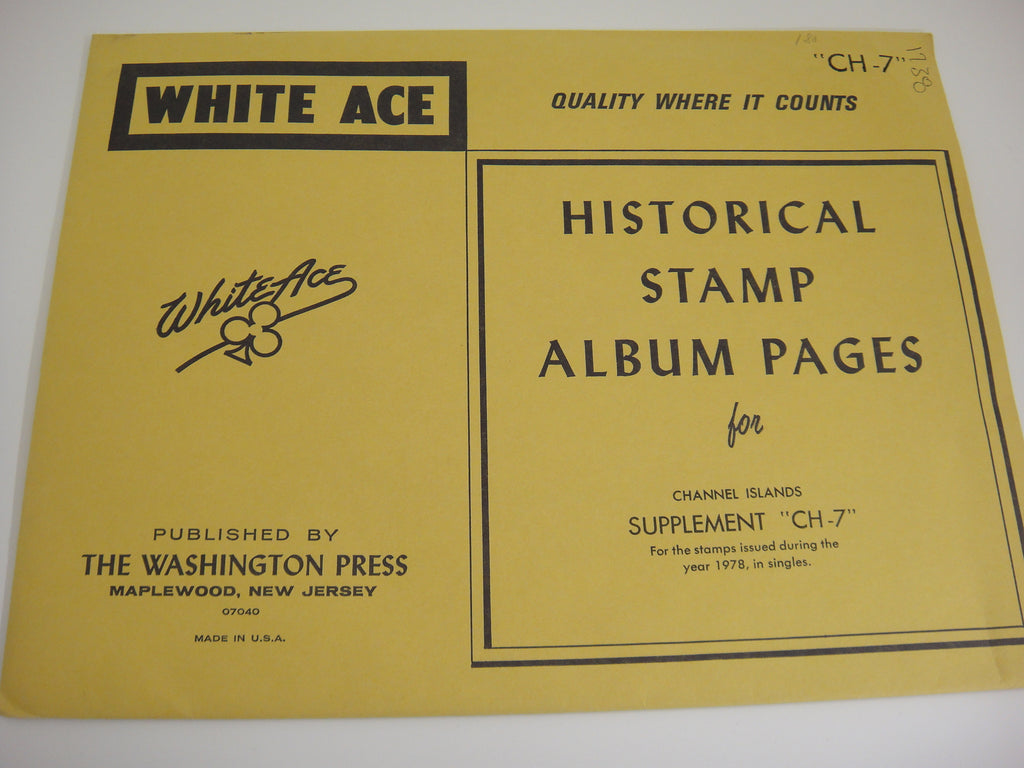 "CH-7"
WHITE ACE
QUALITY WHERE IT COUNTS
White Ace
PUBLISHED BY
THE WASHINGTON PRESS
MAPLEWOOD, NEW JERSEY
07040
MADE IN U.S.A.
HISTORICAL
STAMP
ALBUM PAGES
for
CHANNEL ISLANDS
SUPPLEMENT "CH-7"
For the stamps issued during the
year 1978, in singles.